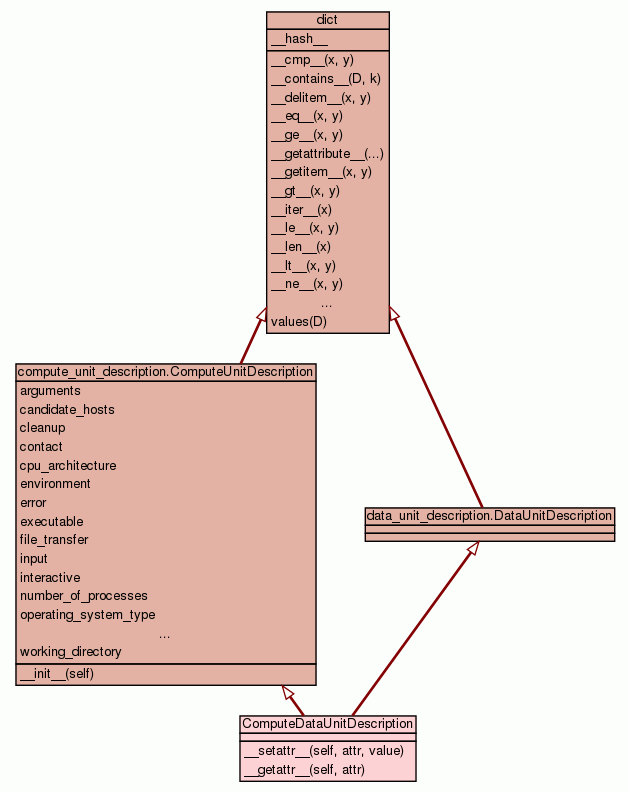 dict
__hash__
__cmp__(x, y)
__contains__(D, k)
__delitem__(x, y)
__eq__(x, y)
__ge__(x, y)
__getattribute__(...)
__getitem__(x, y)
__gt__(x, y)
__iter__(x)
__le__(x, y)
__len__(x)
__lt__(x, y)
__ne__(x, y)
...
values(D)
compute_unit_description.ComputeUnitDescription
arguments
candidate_hosts
cleanup
contact
cpu_architecture
environment
error
executable
file_transfer
input
interactive
number_of_processes
operating_system_type
...
working_directory
__init__(self)
data_unit_description.DataUnitDescription
ComputeDataUnitDescription
__setattr__(self, attr, value)
__getattr__(self, attr)